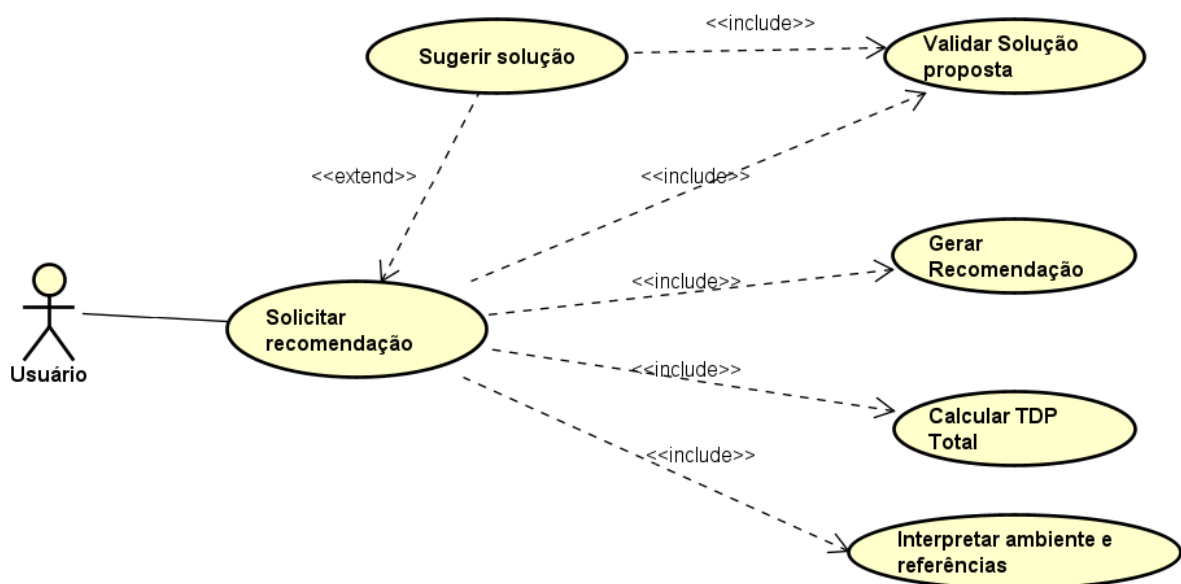 <<include>>
Sugerir solução
Validar Solução
proposta
<<extend>>
<<include>>
Gerar
Recomendação
<<include>>
Solicitar
recomendação
Usuário
<<include>>
Calcular TDP
Total
<<include>>
Interpretar ambiente e
referências